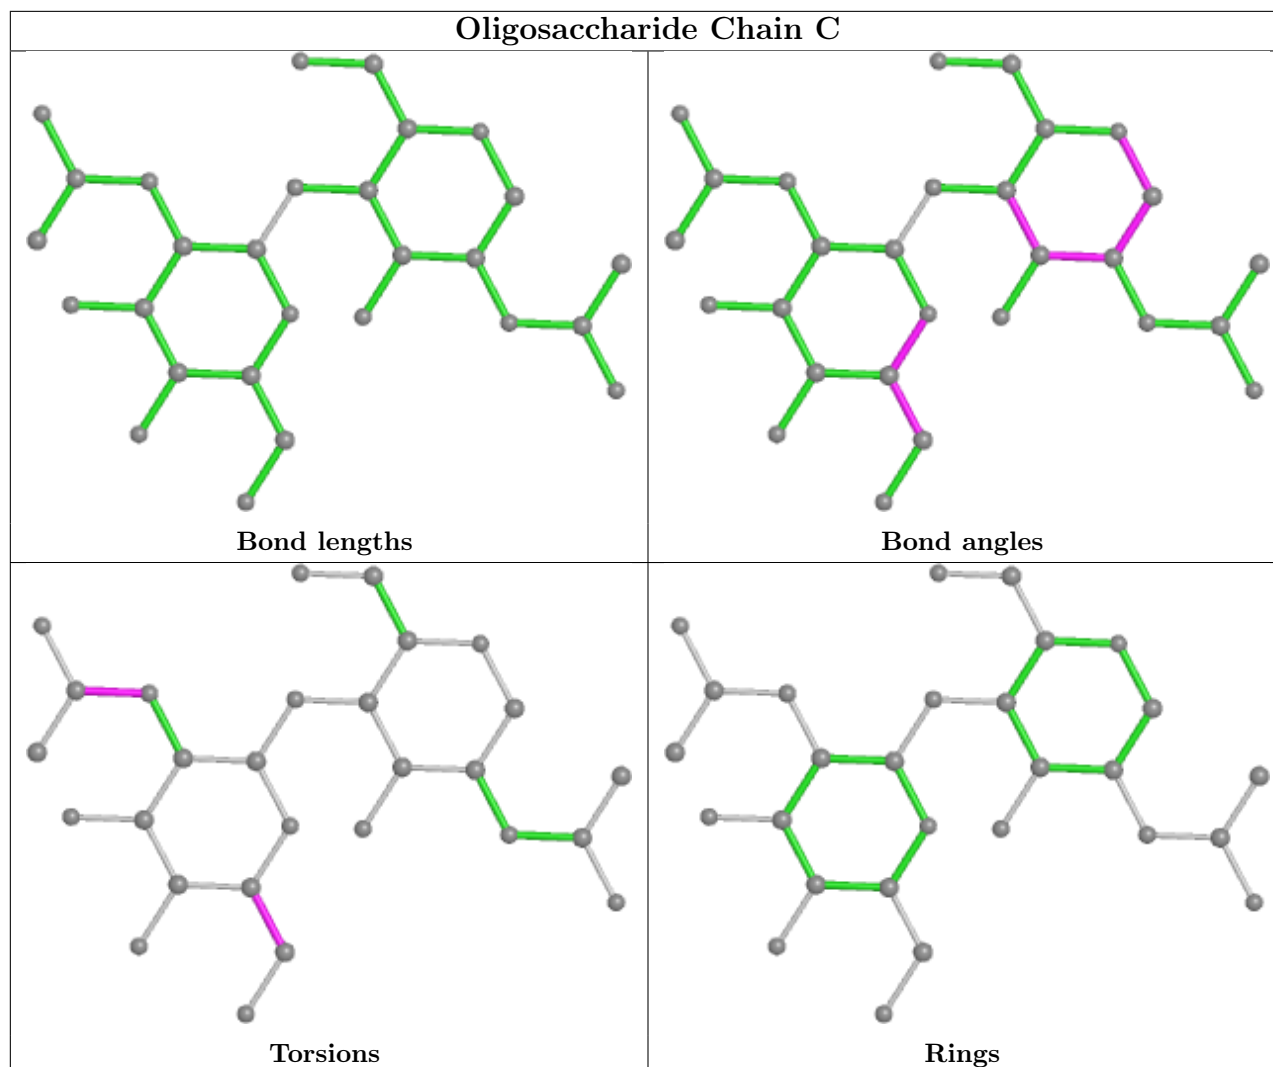 Oligosaccharide Chain C
Bond lengths
Bond angles
Torsions
Rings